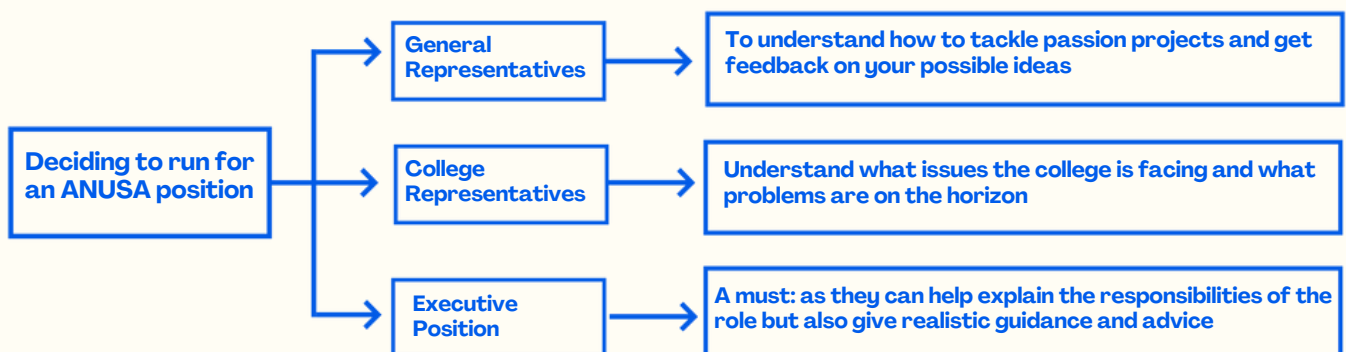 General
Representatives
To understand how to tackle passion projects and get
feedback on your possible ideas
Deciding to run for
an ANUSA position
College
Representatives
Understand what issues the college is facing and what
problems are on the horizon
Executive
Position
A must: as they can help explain the responsibilities of the
role but also give realistic guidance and advice